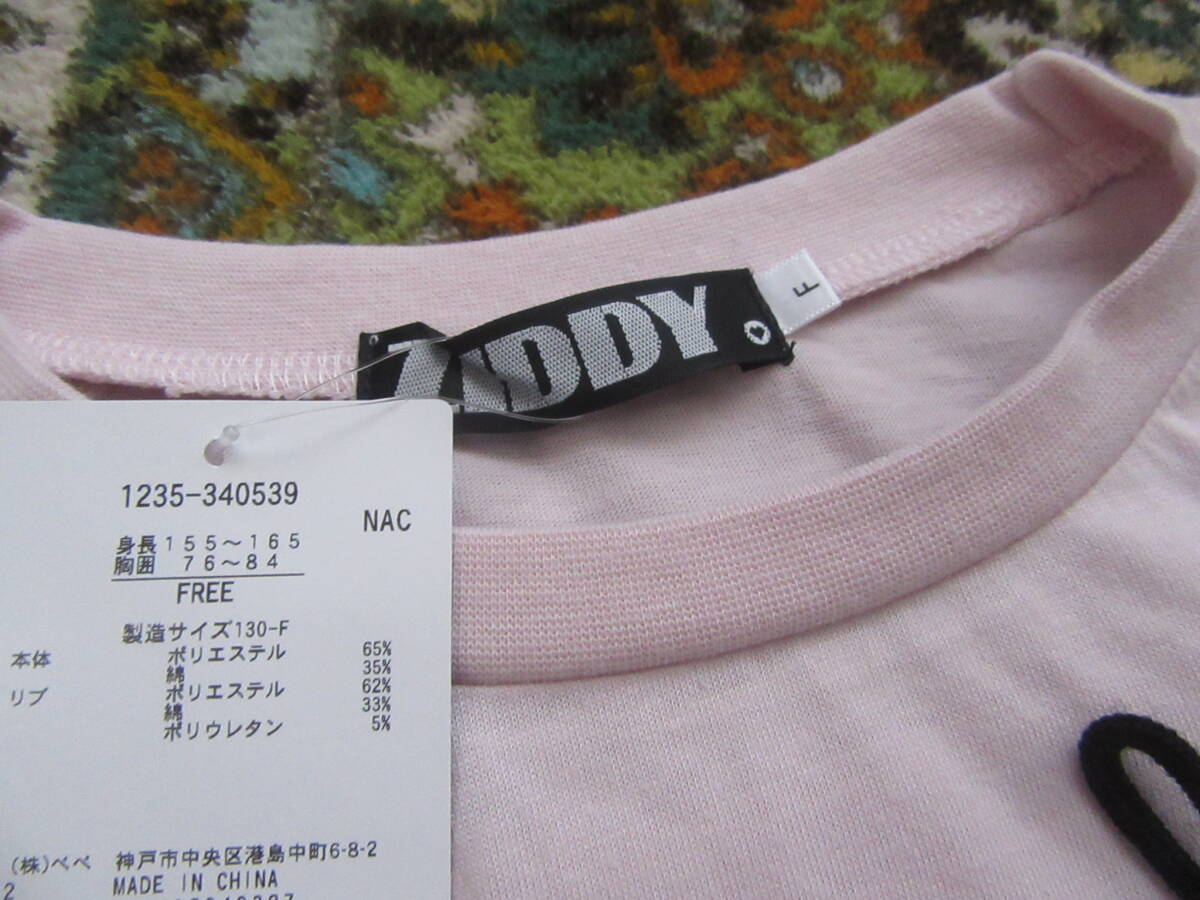 ZIDDY
F
1235-340539
NAC
身長155～165
胸囲 76～84
FREE
製造サイズ130-F
本体 ポリエステル 65%
綿 35%
リブ ポリエステル 62%
綿 33%
ポリウレタン 5%
(株)べべ 神戸市中央区港島中町6-8-2
2 MADE IN CHINA